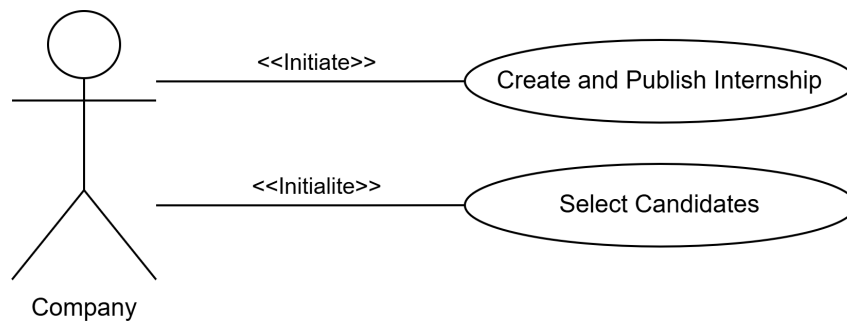 <<Initiate>>
Create and Publish Internship
<<Initialite>>
Select Candidates
Company